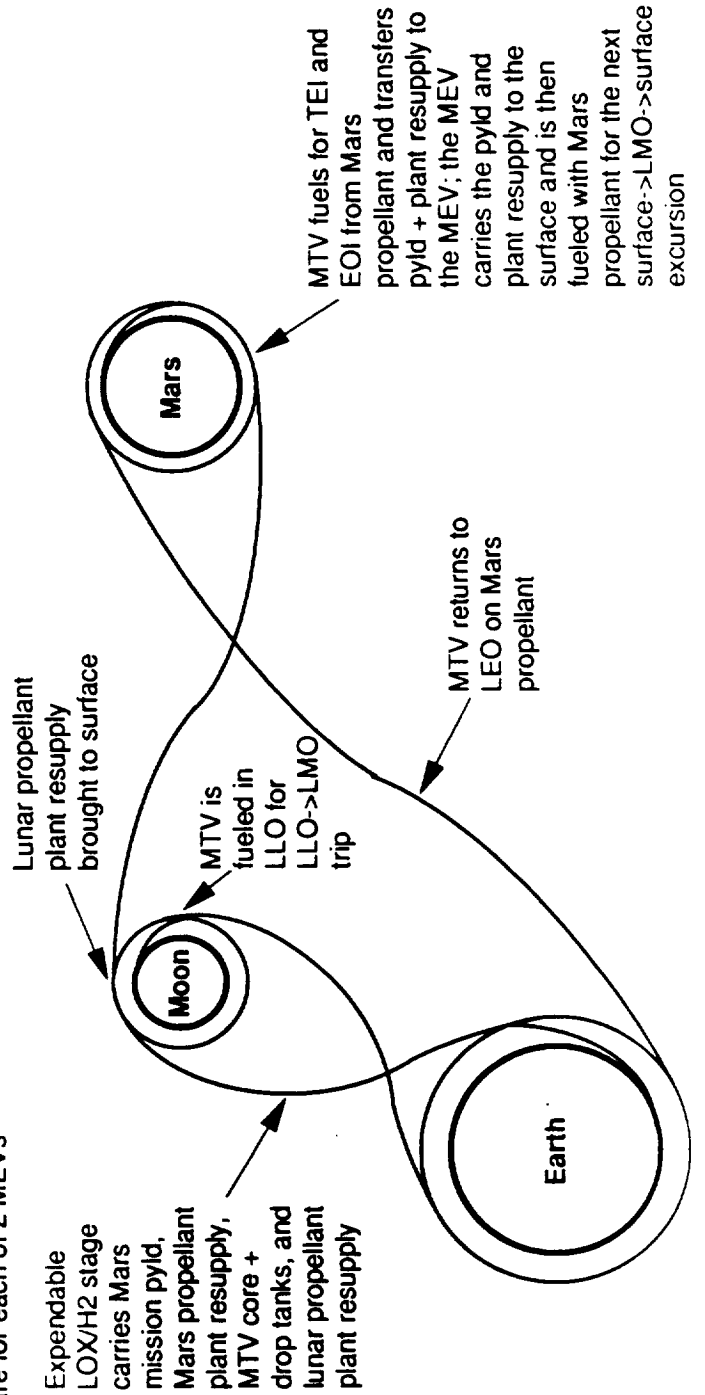 are for each of 2 MEVs
Expendable
LOX/H2 stage
carries Mars
mission pyld,
Mars propellant
plant resupply,
MTV core +
drop tanks, and
lunar propellant
plant resupply
Lunar propellant
plant resupply
brought to surface
Moon
MTV is
fueled in
LLO for
LLO->LMO
trip
Earth
MTV returns to
LEO on Mars
propellant
Mars
MTV fuels for TEI and
EOI from Mars
propellant and transfers
pyld + plant resupply to
the MEV; the MEV
carries the pyld and
plant resupply to the
surface and is then
fueled with Mars
propellant for the next
surface->LMO->surface
excursion